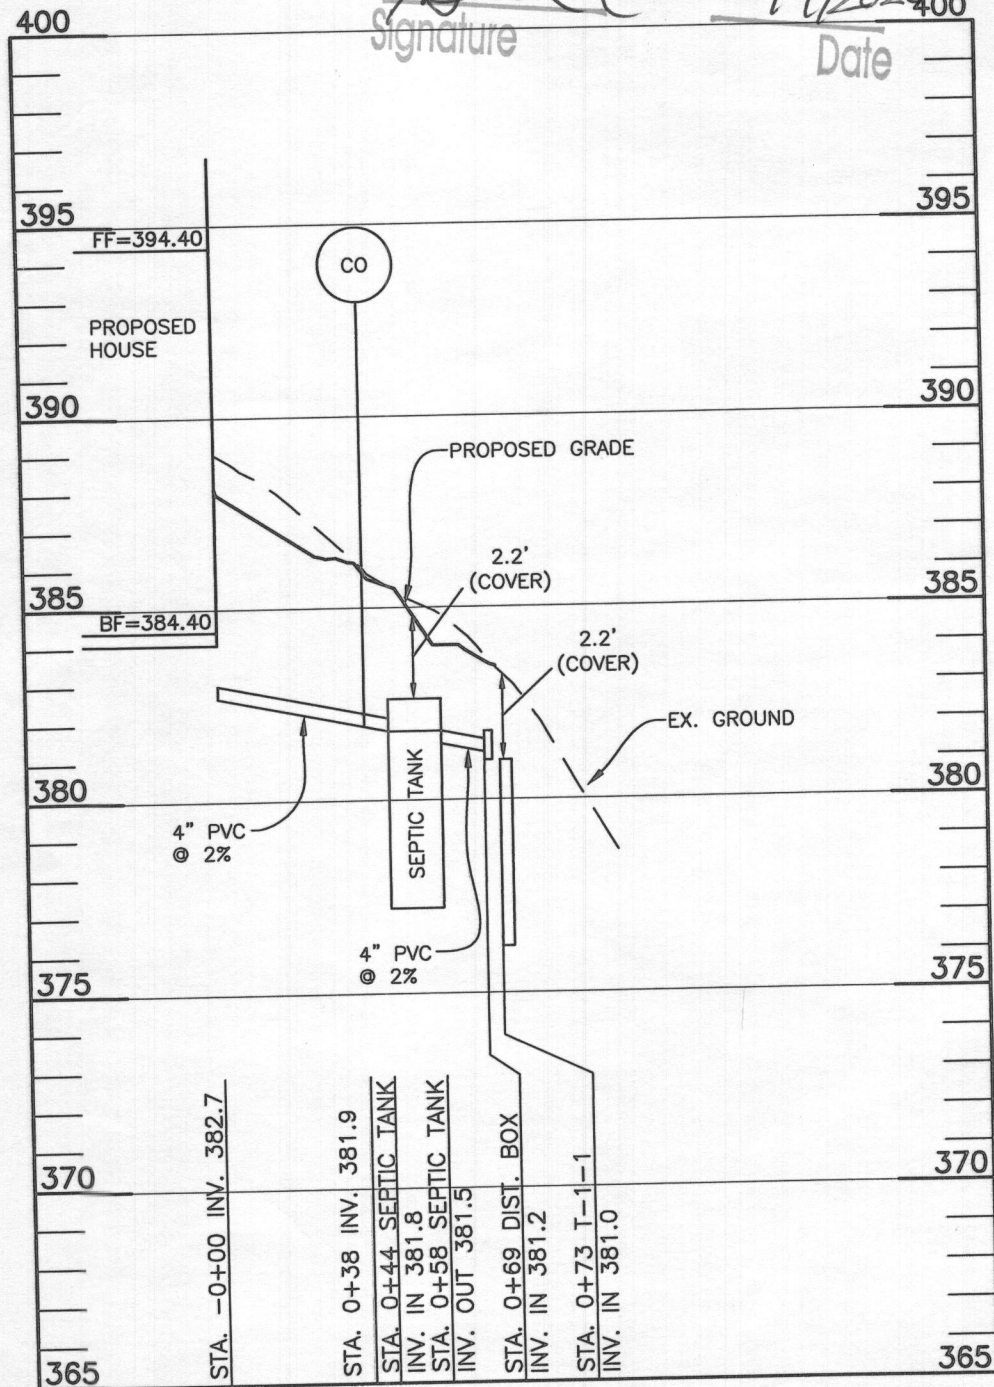 Signature
Date
400
400
395
395
FF=394.40
CO
PROPOSED
HOUSE
390
390
PROPOSED GRADE
2.2'
(COVER)
385
385
BF=384.40
2.2'
(COVER)
EX. GROUND
380
380
SEPTIC TANK
4" PVC
@ 2%
4" PVC
@ 2%
375
375
370
370
STA. -0+00 INV. 382.7
STA. 0+38 INV. 381.9
STA. 0+44 SEPTIC TANK
INV. IN 381.8
STA. 0+58 SEPTIC TANK
INV. OUT 381.5
STA. 0+69 DIST. BOX
INV. IN 381.2
STA. 0+73 T-1-1
INV. IN 381.0
365
365